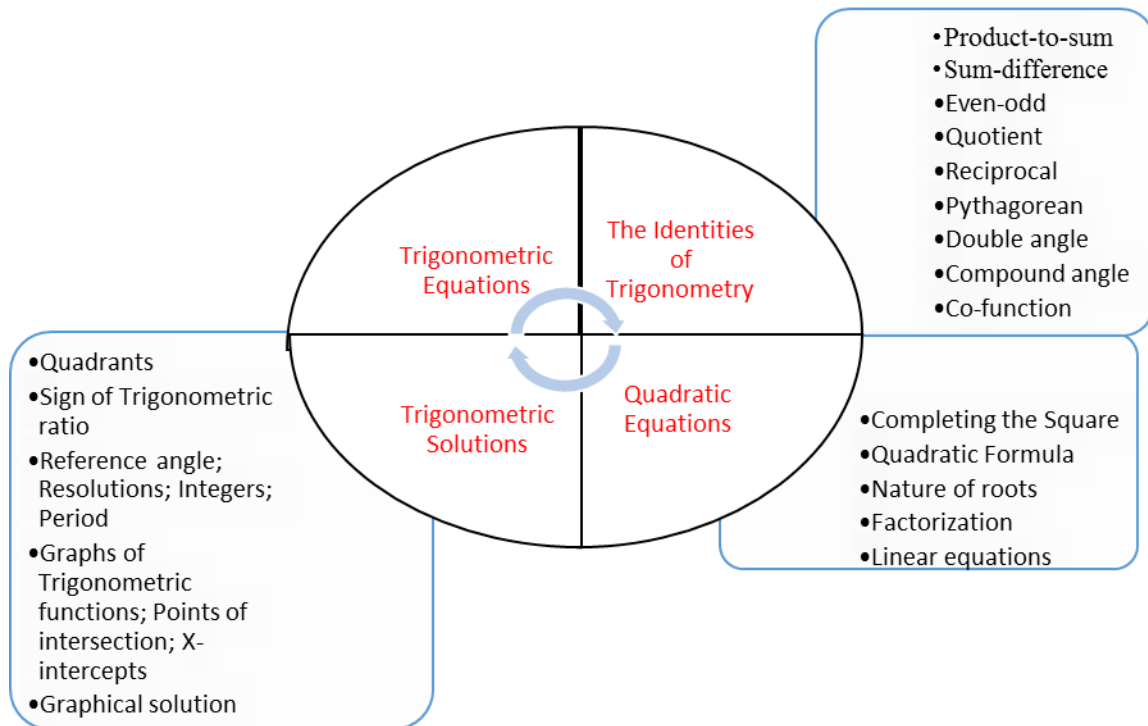 •Product-to-sum
•Sum-difference
•Even-odd
•Quotient
•Reciprocal
•Pythagorean
•Double angle
•Compound angle
•Co-function
Trigonometric
Equations
The Identities
of
Trigonometry
Trigonometric
Solutions
Quadratic
Equations
•Quadrants
•Sign of Trigonometric
ratio
•Reference angle;
Resolutions; Integers;
Period
•Graphs of
Trigonometric
functions; Points of
intersection; X-
intercepts
•Graphical solution
•Completing the Square
•Quadratic Formula
•Nature of roots
•Factorization
•Linear equations